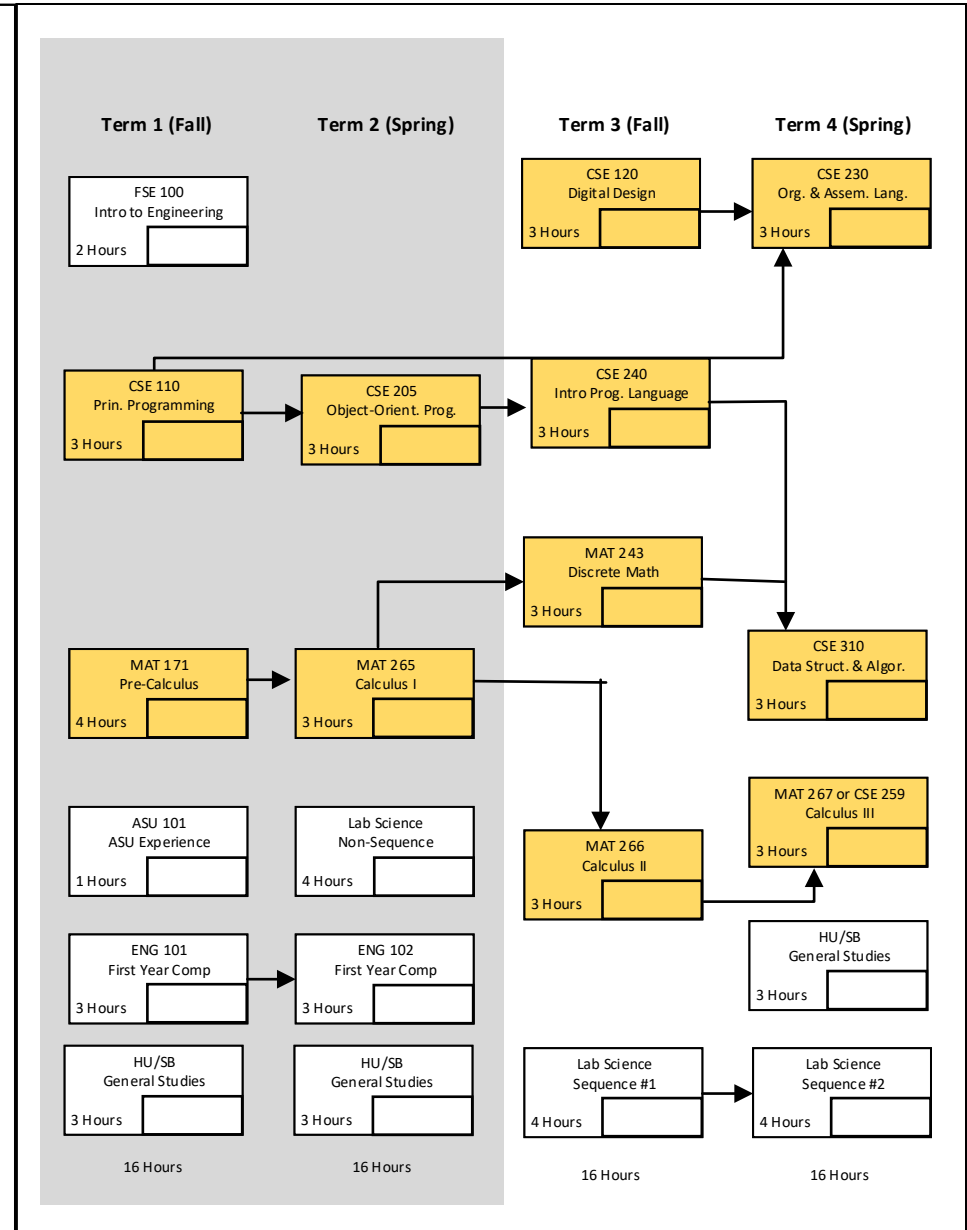 Term 1 (Fall)
Term 2 (Spring)
Term 3 (Fall)
Term 4 (Spring)
FSE 100
Intro to Engineering
2 Hours
CSE 120
Digital Design
3 Hours
CSE 230
Org. & Assem. Lang.
3 Hours
CSE 110
Prin. Programming
3 Hours
CSE 205
Object-Orient. Prog.
3 Hours
CSE 240
Intro Prog. Language
3 Hours
MAT 243
Discrete Math
3 Hours
MAT 171
Pre-Calculus
4 Hours
MAT 265
Calculus I
3 Hours
CSE 310
Data Struct. & Algor.
3 Hours
ASU 101
ASU Experience
1 Hours
Lab Science
Non-Sequence
4 Hours
MAT 266
Calculus II
3 Hours
MAT 267 or CSE 259
Calculus III
3 Hours
ENG 101
First Year Comp
3 Hours
ENG 102
First Year Comp
3 Hours
HU/SB
General Studies
3 Hours
HU/SB
General Studies
3 Hours
HU/SB
General Studies
3 Hours
Lab Science
Sequence #1
4 Hours
Lab Science
Sequence #2
4 Hours
16 Hours
16 Hours
16 Hours
16 Hours